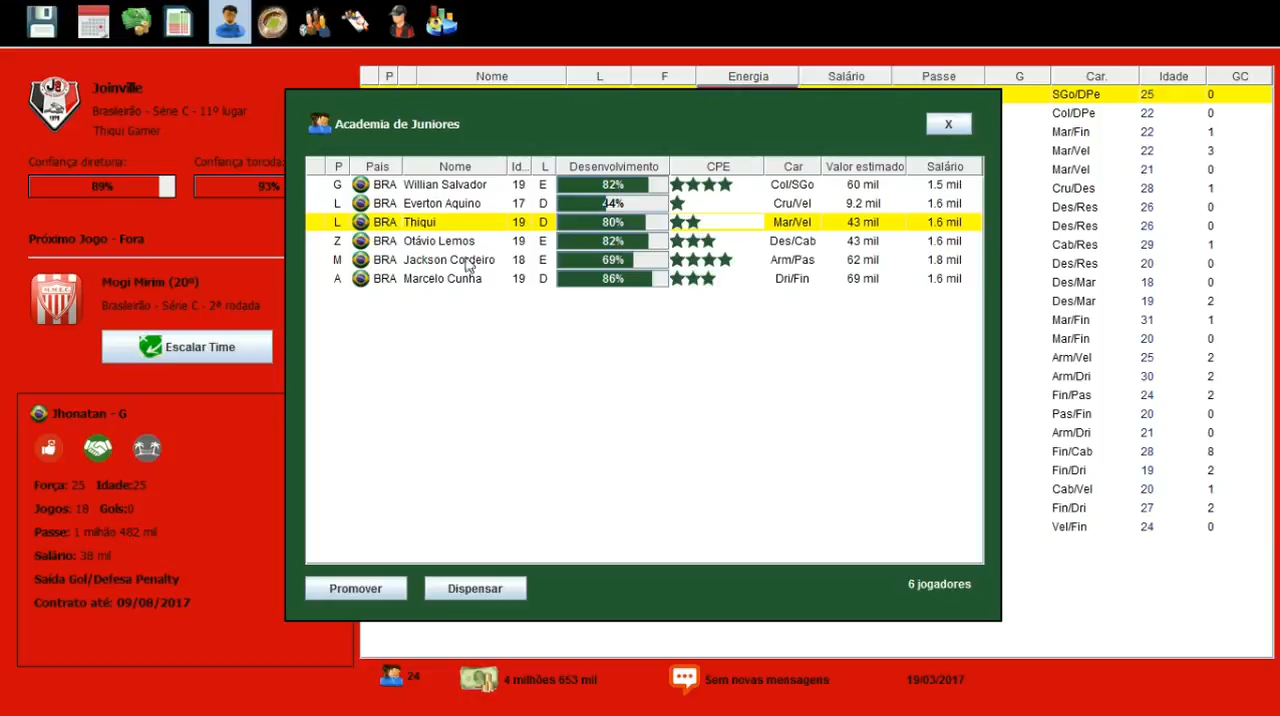 P Nome L F Energia Salário Passe G Car. Idade GC
Joinville
Brasileirão - Série C - 11º lugar
Thiqui Gamer
Confiança diretoria: Confiança torcida:
89% 93%
Próximo Jogo - Fora
Mogi Mirim (20º)
Brasileirão - Série C - 2ª rodada
Escalar Time
Jhonatan - G
Força: 25 Idade:25
Jogos: 18 Gols:0
Passe: 1 milhão 482 mil
Salário: 38 mil
Saída Gol/Defesa Penalty
Contrato até: 09/08/2017
Academia de Juniores X
P Pais Nome Id... L Desenvolvimento CPE Car Valor estimado Salário
G BRA Willian Salvador 19 E 82% Col/SGo 60 mil 1.5 mil
L BRA Everton Aquino 17 D 44% Cru/Vel 9.2 mil 1.6 mil
L BRA Thiqui 19 D 80% Mar/Vel 43 mil 1.6 mil
Z BRA Otávio Lemos 19 E 82% Des/Cab 43 mil 1.6 mil
M BRA Jackson Cordeiro 18 E 69% Arm/Pas 62 mil 1.8 mil
A BRA Marcelo Cunha 19 D 86% Dri/Fin 69 mil 1.6 mil
Promover Dispensar 6 jogadores
SGo/DPe 25 0
Col/DPe 22 0
Mar/Fin 22 1
Mar/Vel 22 3
Mar/Vel 21 0
Cru/Des 28 1
Des/Res 26 0
Des/Res 26 0
Cab/Res 29 1
Des/Res 20 0
Des/Mar 18 0
Des/Mar 19 2
Mar/Fin 31 1
Mar/Fin 20 0
Arm/Vel 25 2
Arm/Dri 30 2
Fin/Pas 24 2
Pas/Fin 20 0
Arm/Dri 21 0
Fin/Cab 28 8
Fin/Dri 19 2
Cab/Vel 20 1
Fin/Dri 27 2
Vel/Fin 24 0
24 4 milhões 653 mil Sem novas mensagens 19/03/2017